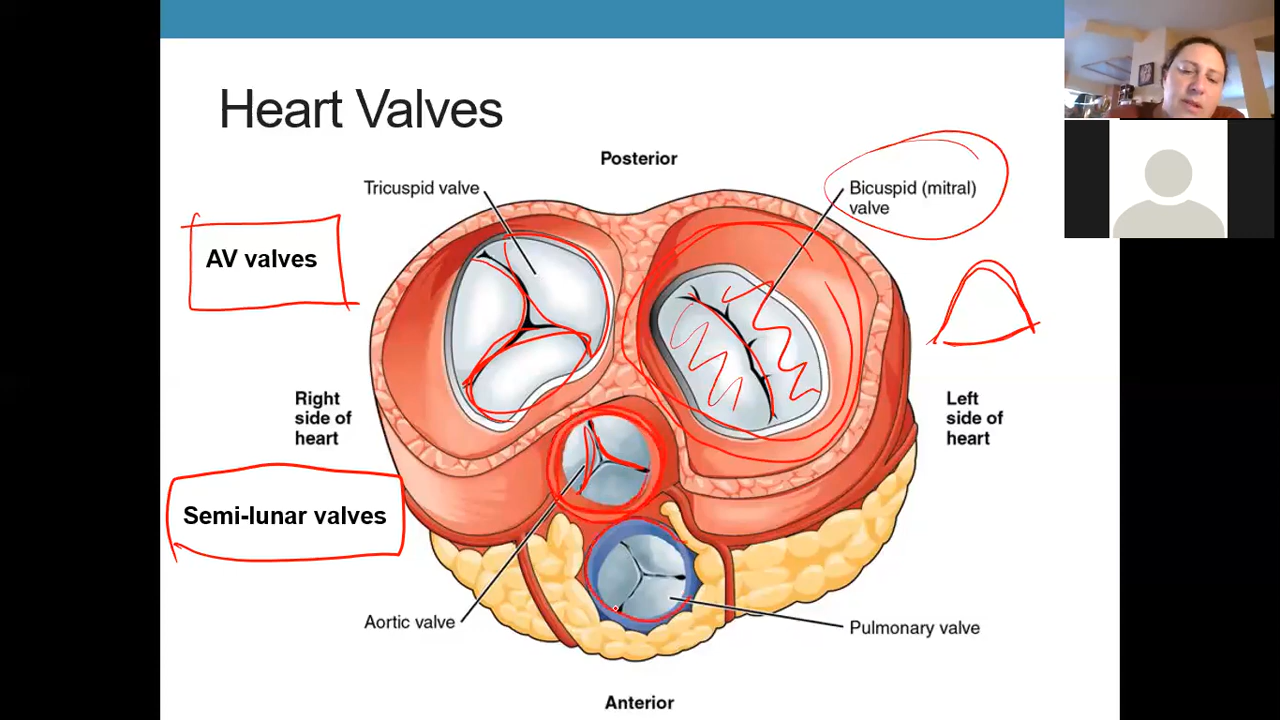 Heart Valves
Posterior
Tricuspid valve
Bicuspid (mitral)
valve
AV valves
Right
side of
heart
Left
side of
heart
Semi-lunar valves
Aortic valve
Pulmonary valve
Anterior